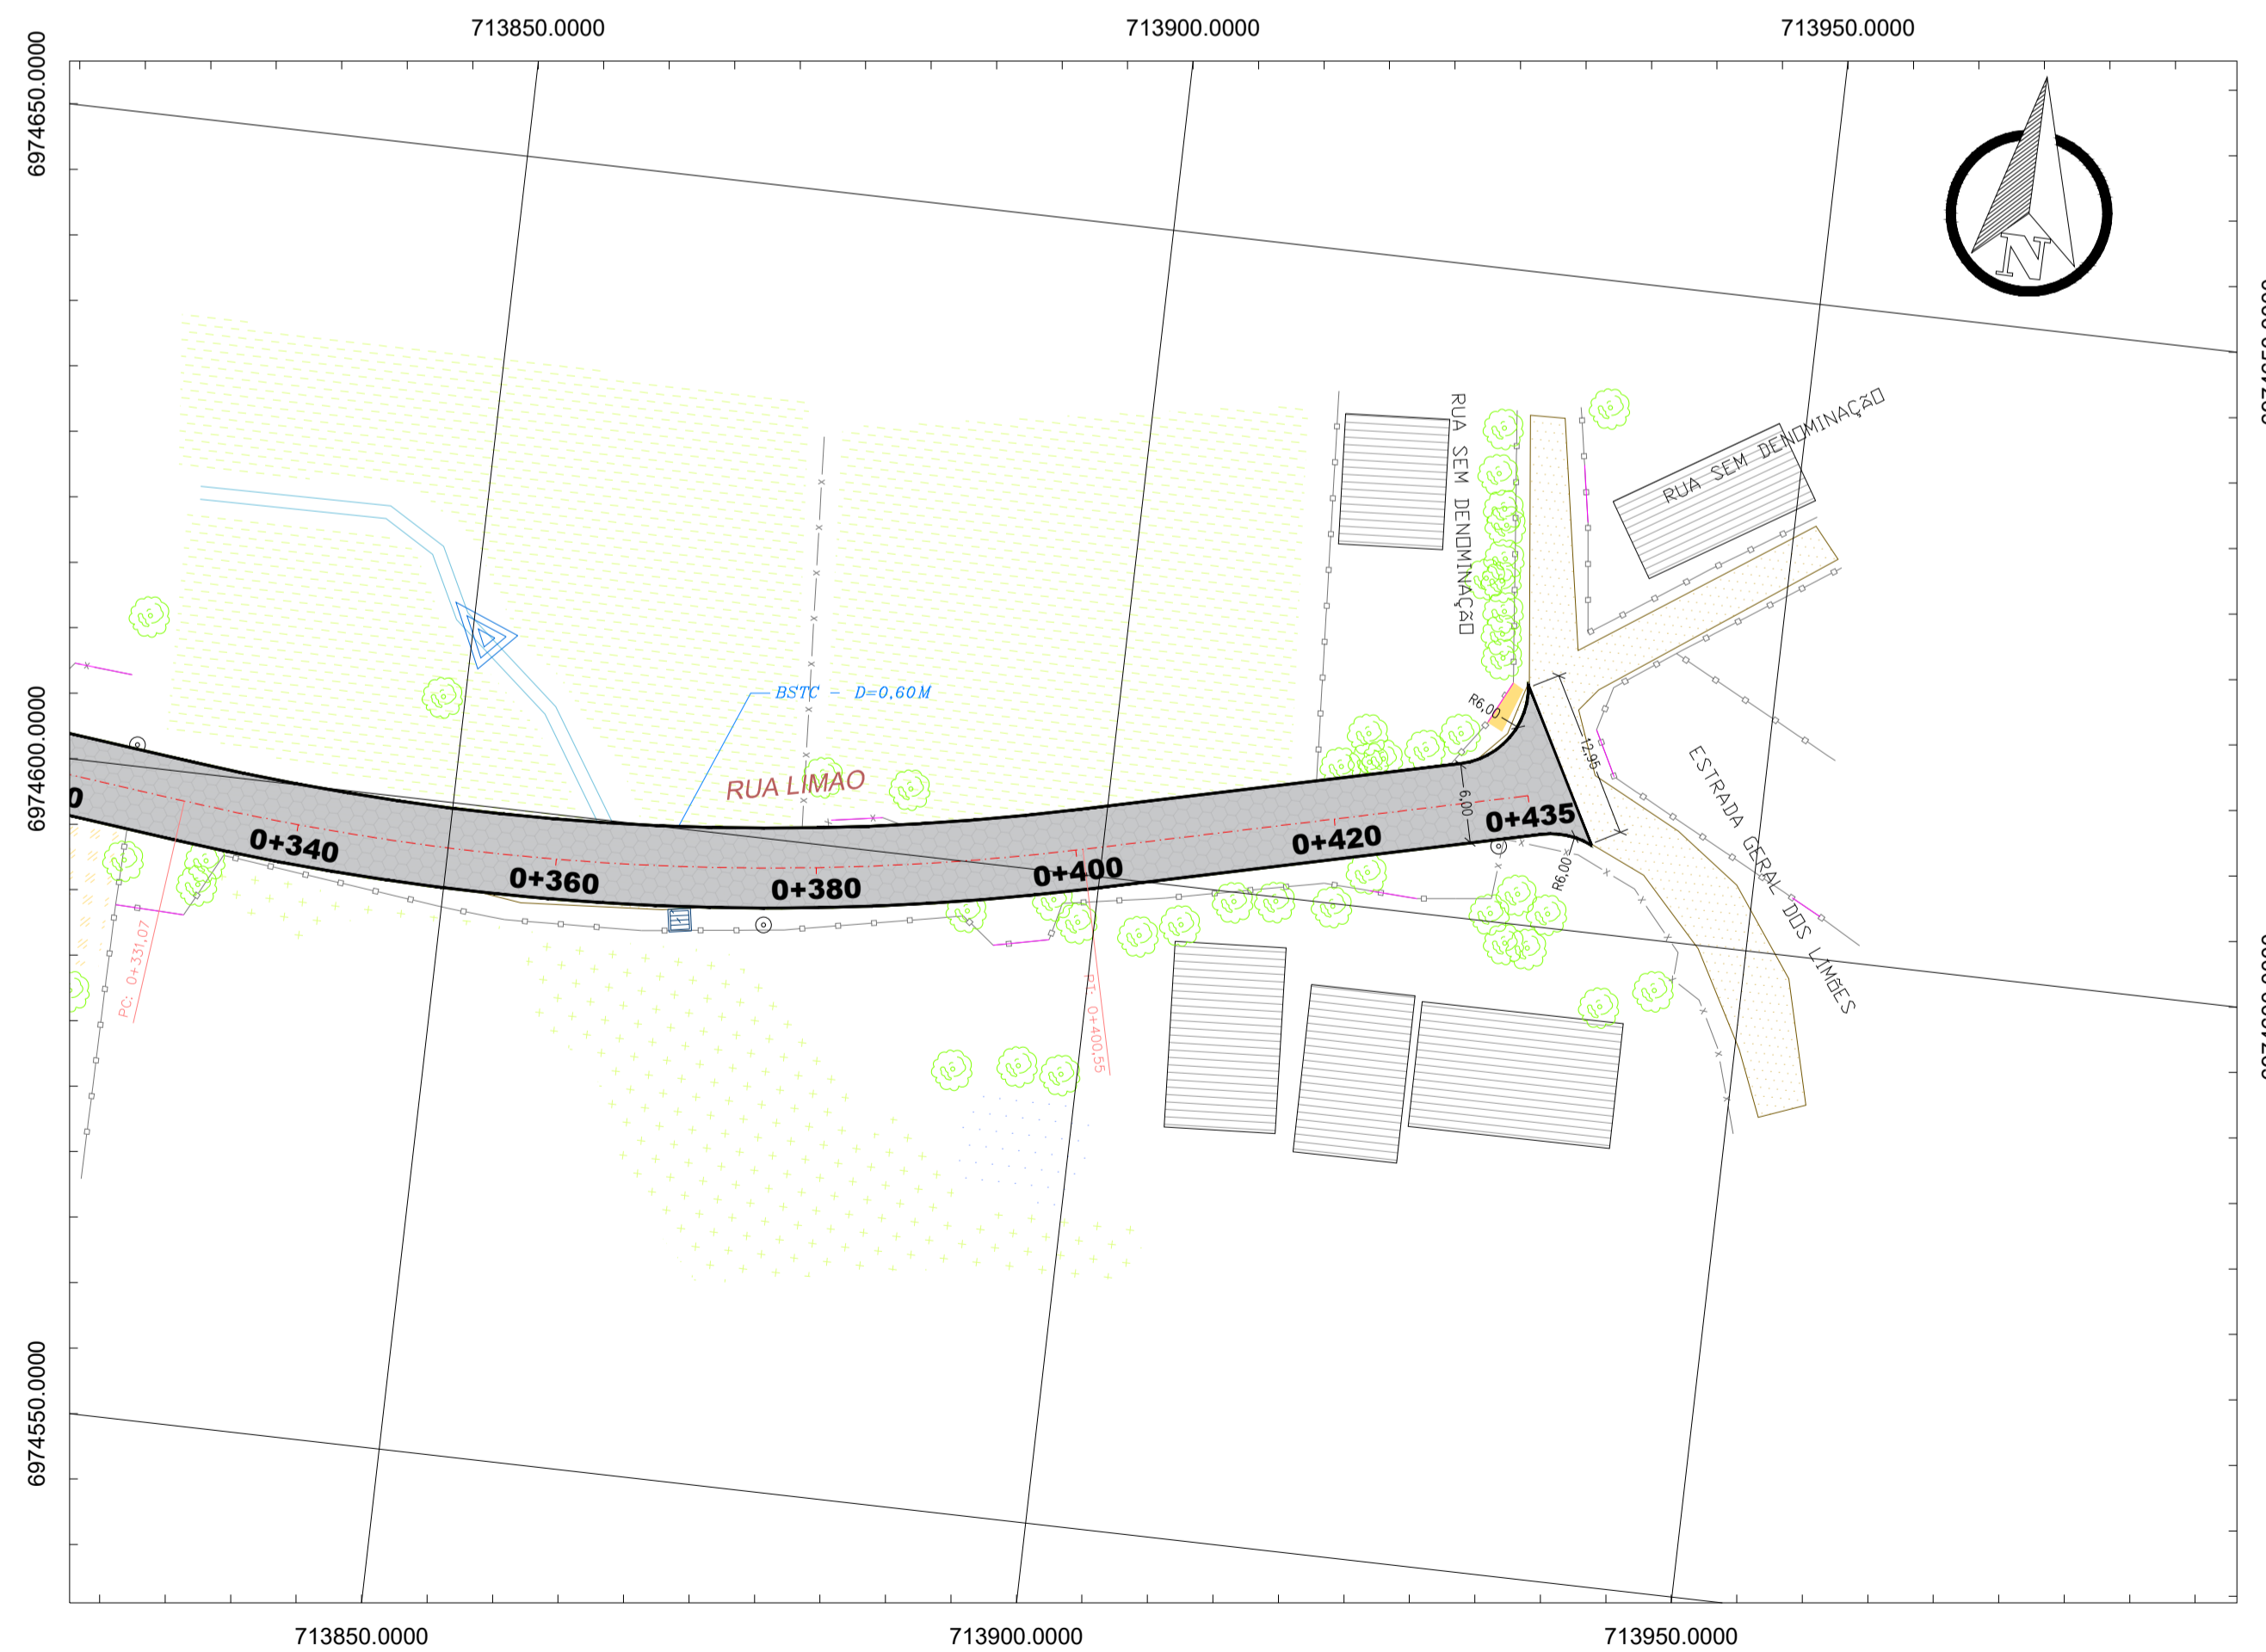 713850.0000
713900.0000
713950.0000
6974650.0000
N
RUA SEM DENOMINAÇÃO
RUA SEM DENOMINAÇÃO
BSTC - D=0.60M
R6,00
12,95
6974600.0000
RUA LIMAO
6,00
ESTRADA GERAL DOS LIMÕES
0
0+340
0+360
0+380
0+400
0+420
0+435
R6,00
PC: 0+331,07
PT: 0+400,55
6974550.0000
713850.0000
713900.0000
713950.0000